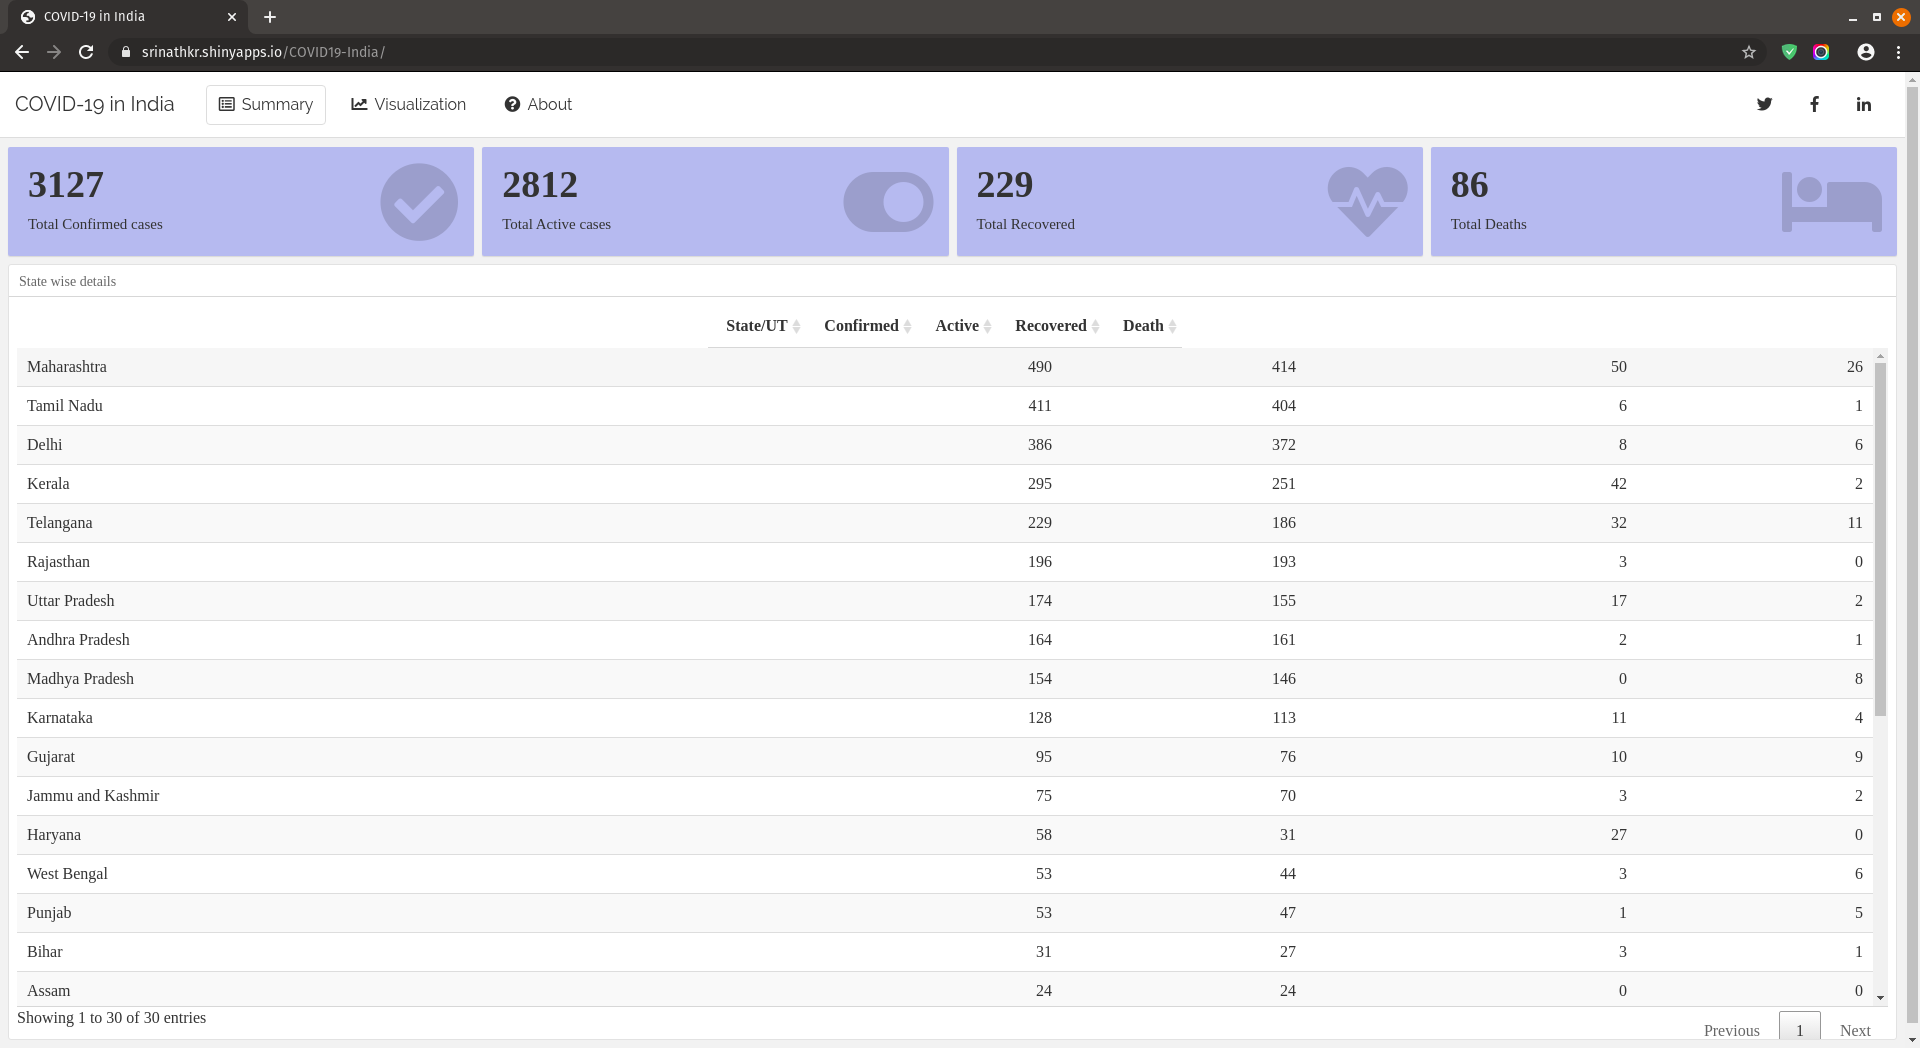 COVID-19 in India
srinathkr.shinyapps.io/COVID19-India/
COVID-19 in India Summary Visualization About
3127 2812 229 86
Total Confirmed cases Total Active cases Total Recovered Total Deaths
State wise details
State/UT Confirmed Active Recovered Death
Maharashtra 490 414 50 26
Tamil Nadu 411 404 6 1
Delhi 386 372 8 6
Kerala 295 251 42 2
Telangana 229 186 32 11
Rajasthan 196 193 3 0
Uttar Pradesh 174 155 17 2
Andhra Pradesh 164 161 2 1
Madhya Pradesh 154 146 0 8
Karnataka 128 113 11 4
Gujarat 95 76 10 9
Jammu and Kashmir 75 70 3 2
Haryana 58 31 27 0
West Bengal 53 44 3 6
Punjab 53 47 1 5
Bihar 31 27 3 1
Assam 24 24 0 0
Showing 1 to 30 of 30 entries
Previous 1 Next